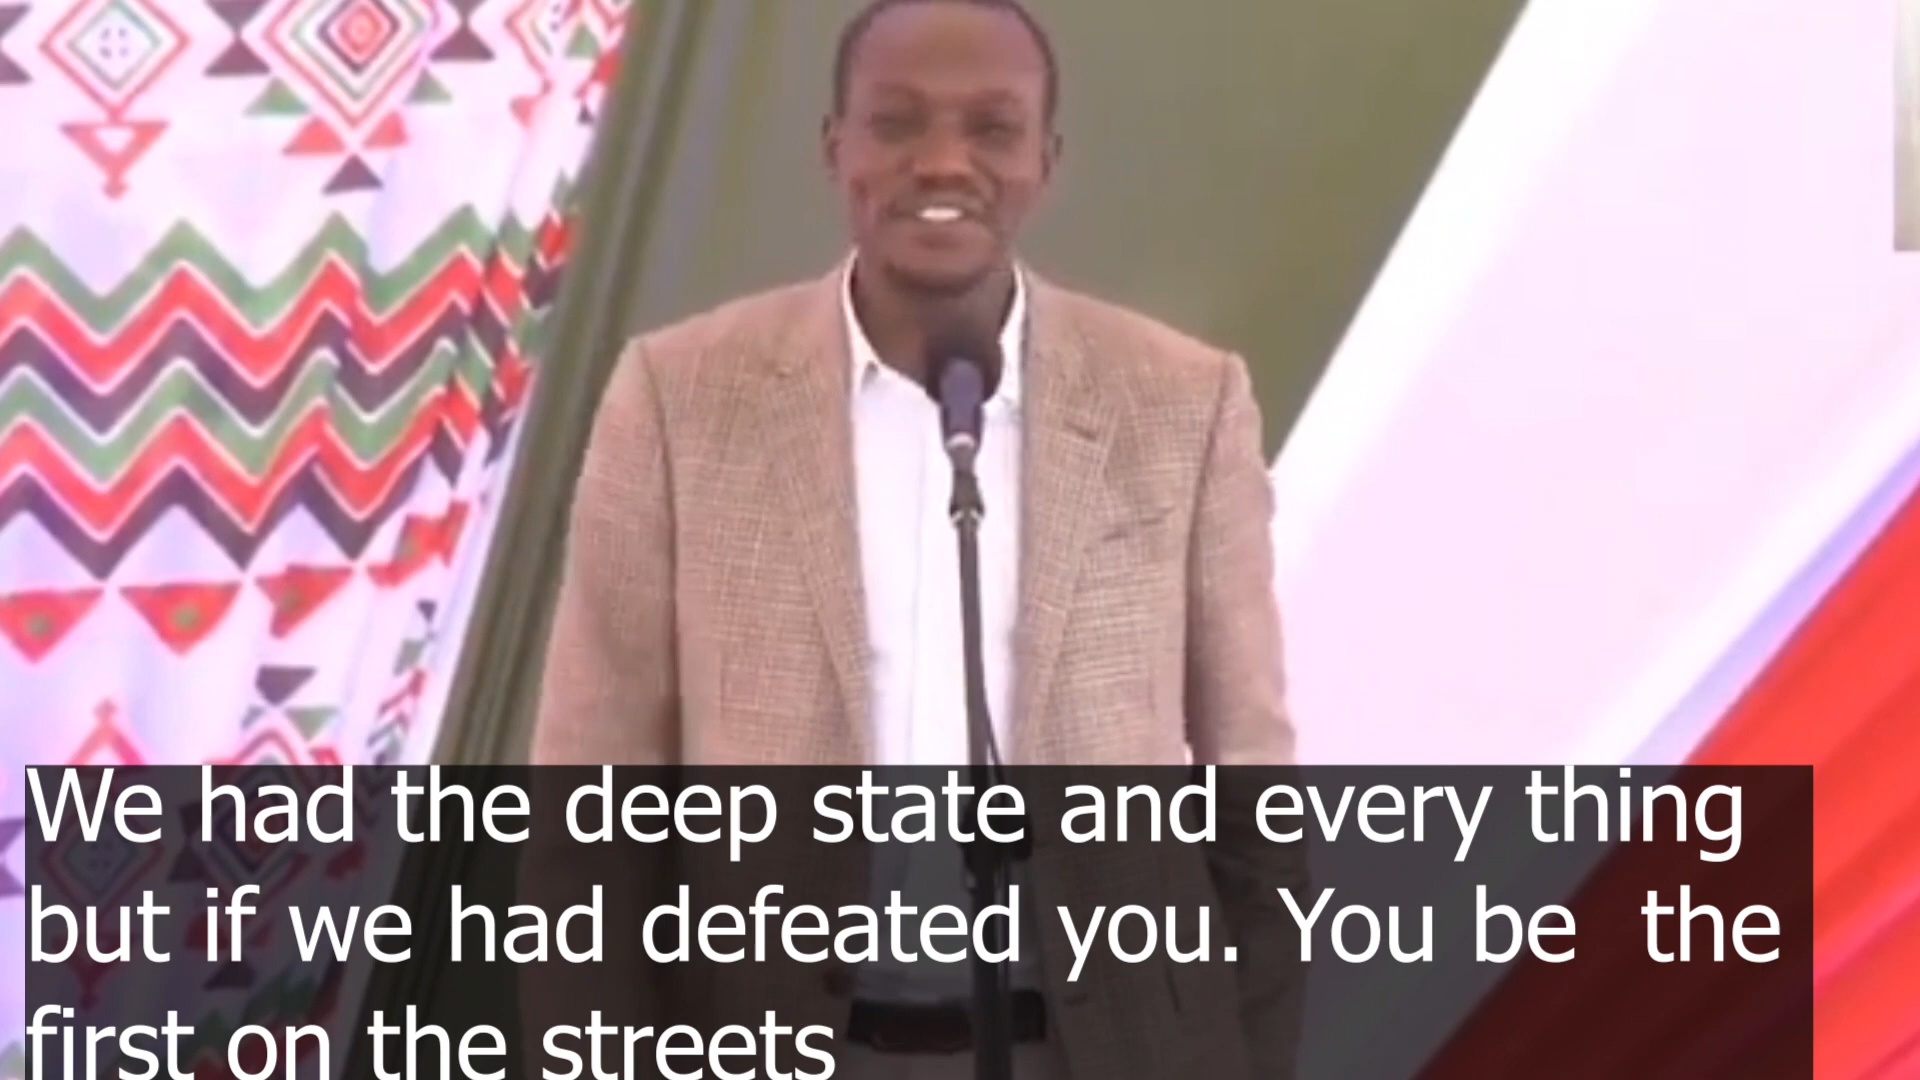 We had the deep state and every thing
but if we had defeated you. You be  the
first on the streets